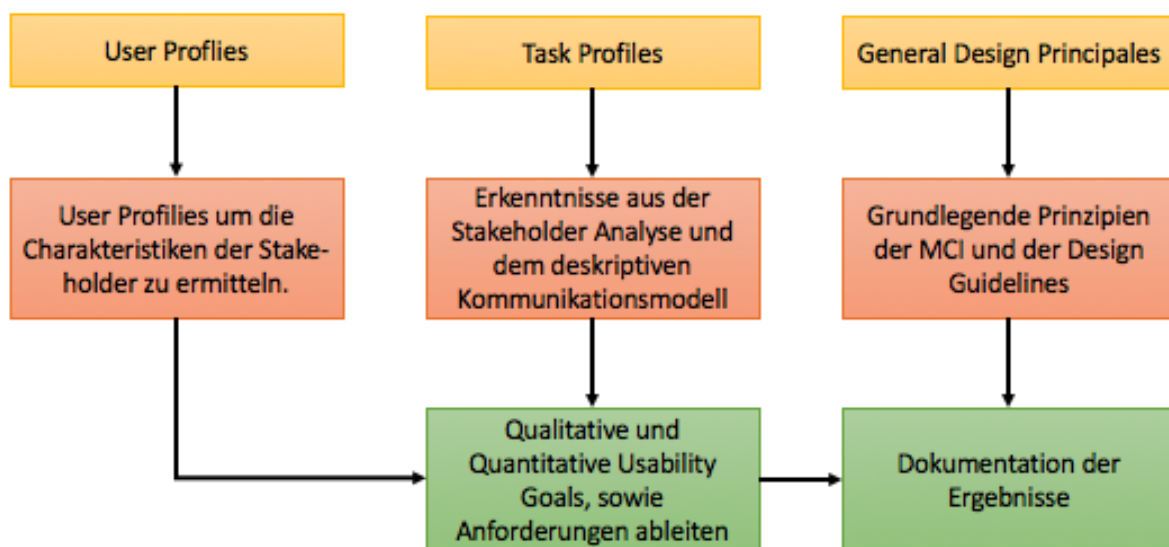 User Proflies
Task Profiles
General Design Principales
User Profilies um die
Charakteristiken der Stake-
holder zu ermitteln.
Erkenntnisse aus der
Stakeholder Analyse und
dem deskriptiven
Kommunikationsmodell
Grundlegende Prinzipien
der MCI und der Design
Guidelines
Qualitative und
Quantitative Usability
Goals, sowie
Anforderungen ableiten
Dokumentation der
Ergebnisse